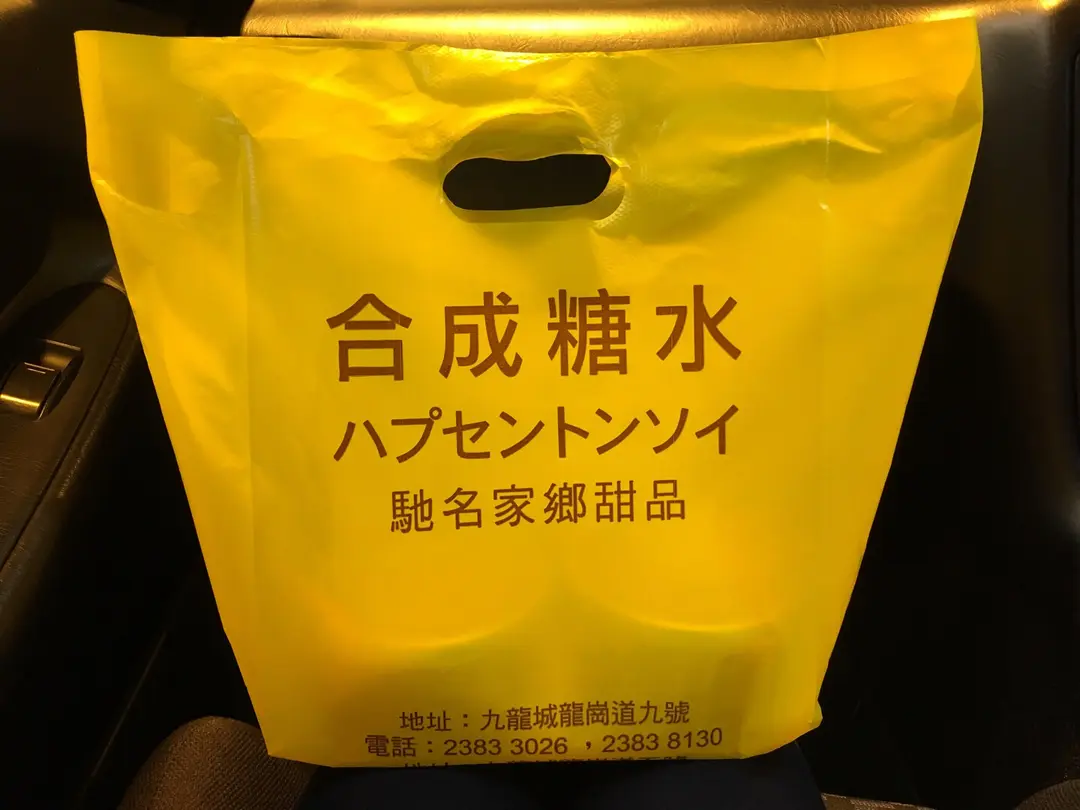 合成糖水
ハプセントンソイ
馳名家鄉甜品
地址：九龍城龍崗道九號
電話：2383 3026 ，2383 8130